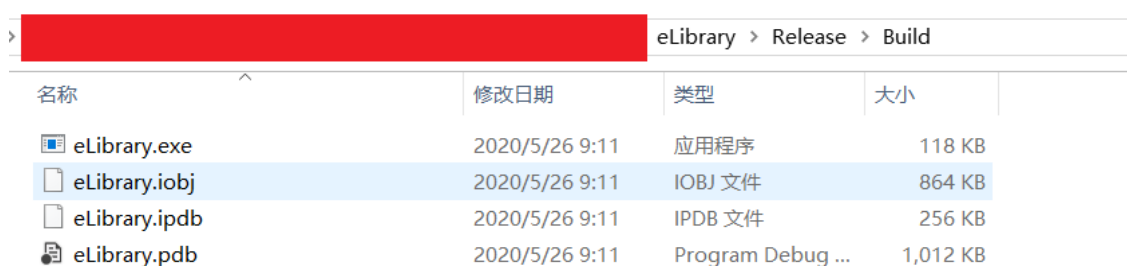 eLibrary > Release > Build
名称 修改日期 类型 大小
eLibrary.exe 2020/5/26 9:11 应用程序 118 KB
eLibrary.iobj 2020/5/26 9:11 IOBJ 文件 864 KB
eLibrary.ipdb 2020/5/26 9:11 IPDB 文件 256 KB
eLibrary.pdb 2020/5/26 9:11 Program Debug ... 1,012 KB